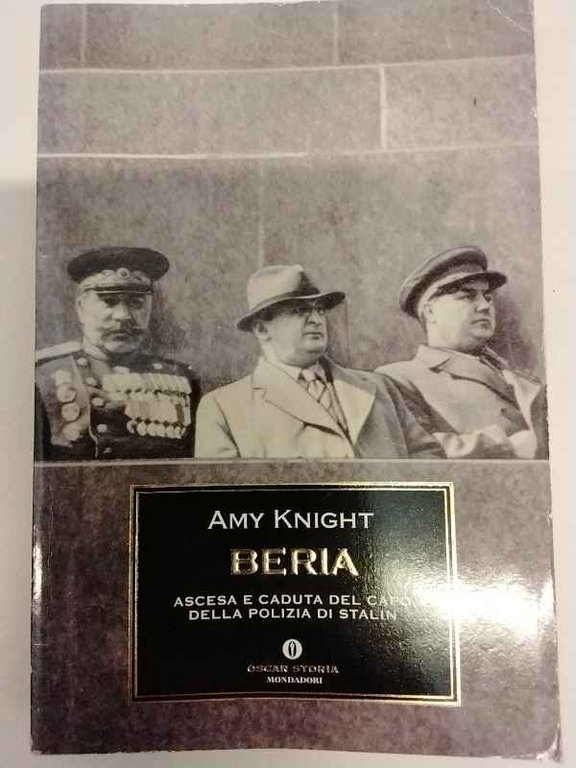 AMY KNIGHT
BERIA
ASCESA E CADUTA DEL CAPO
DELLA POLIZIA DI STALIN
OSCAR STORIA
MONDADORI